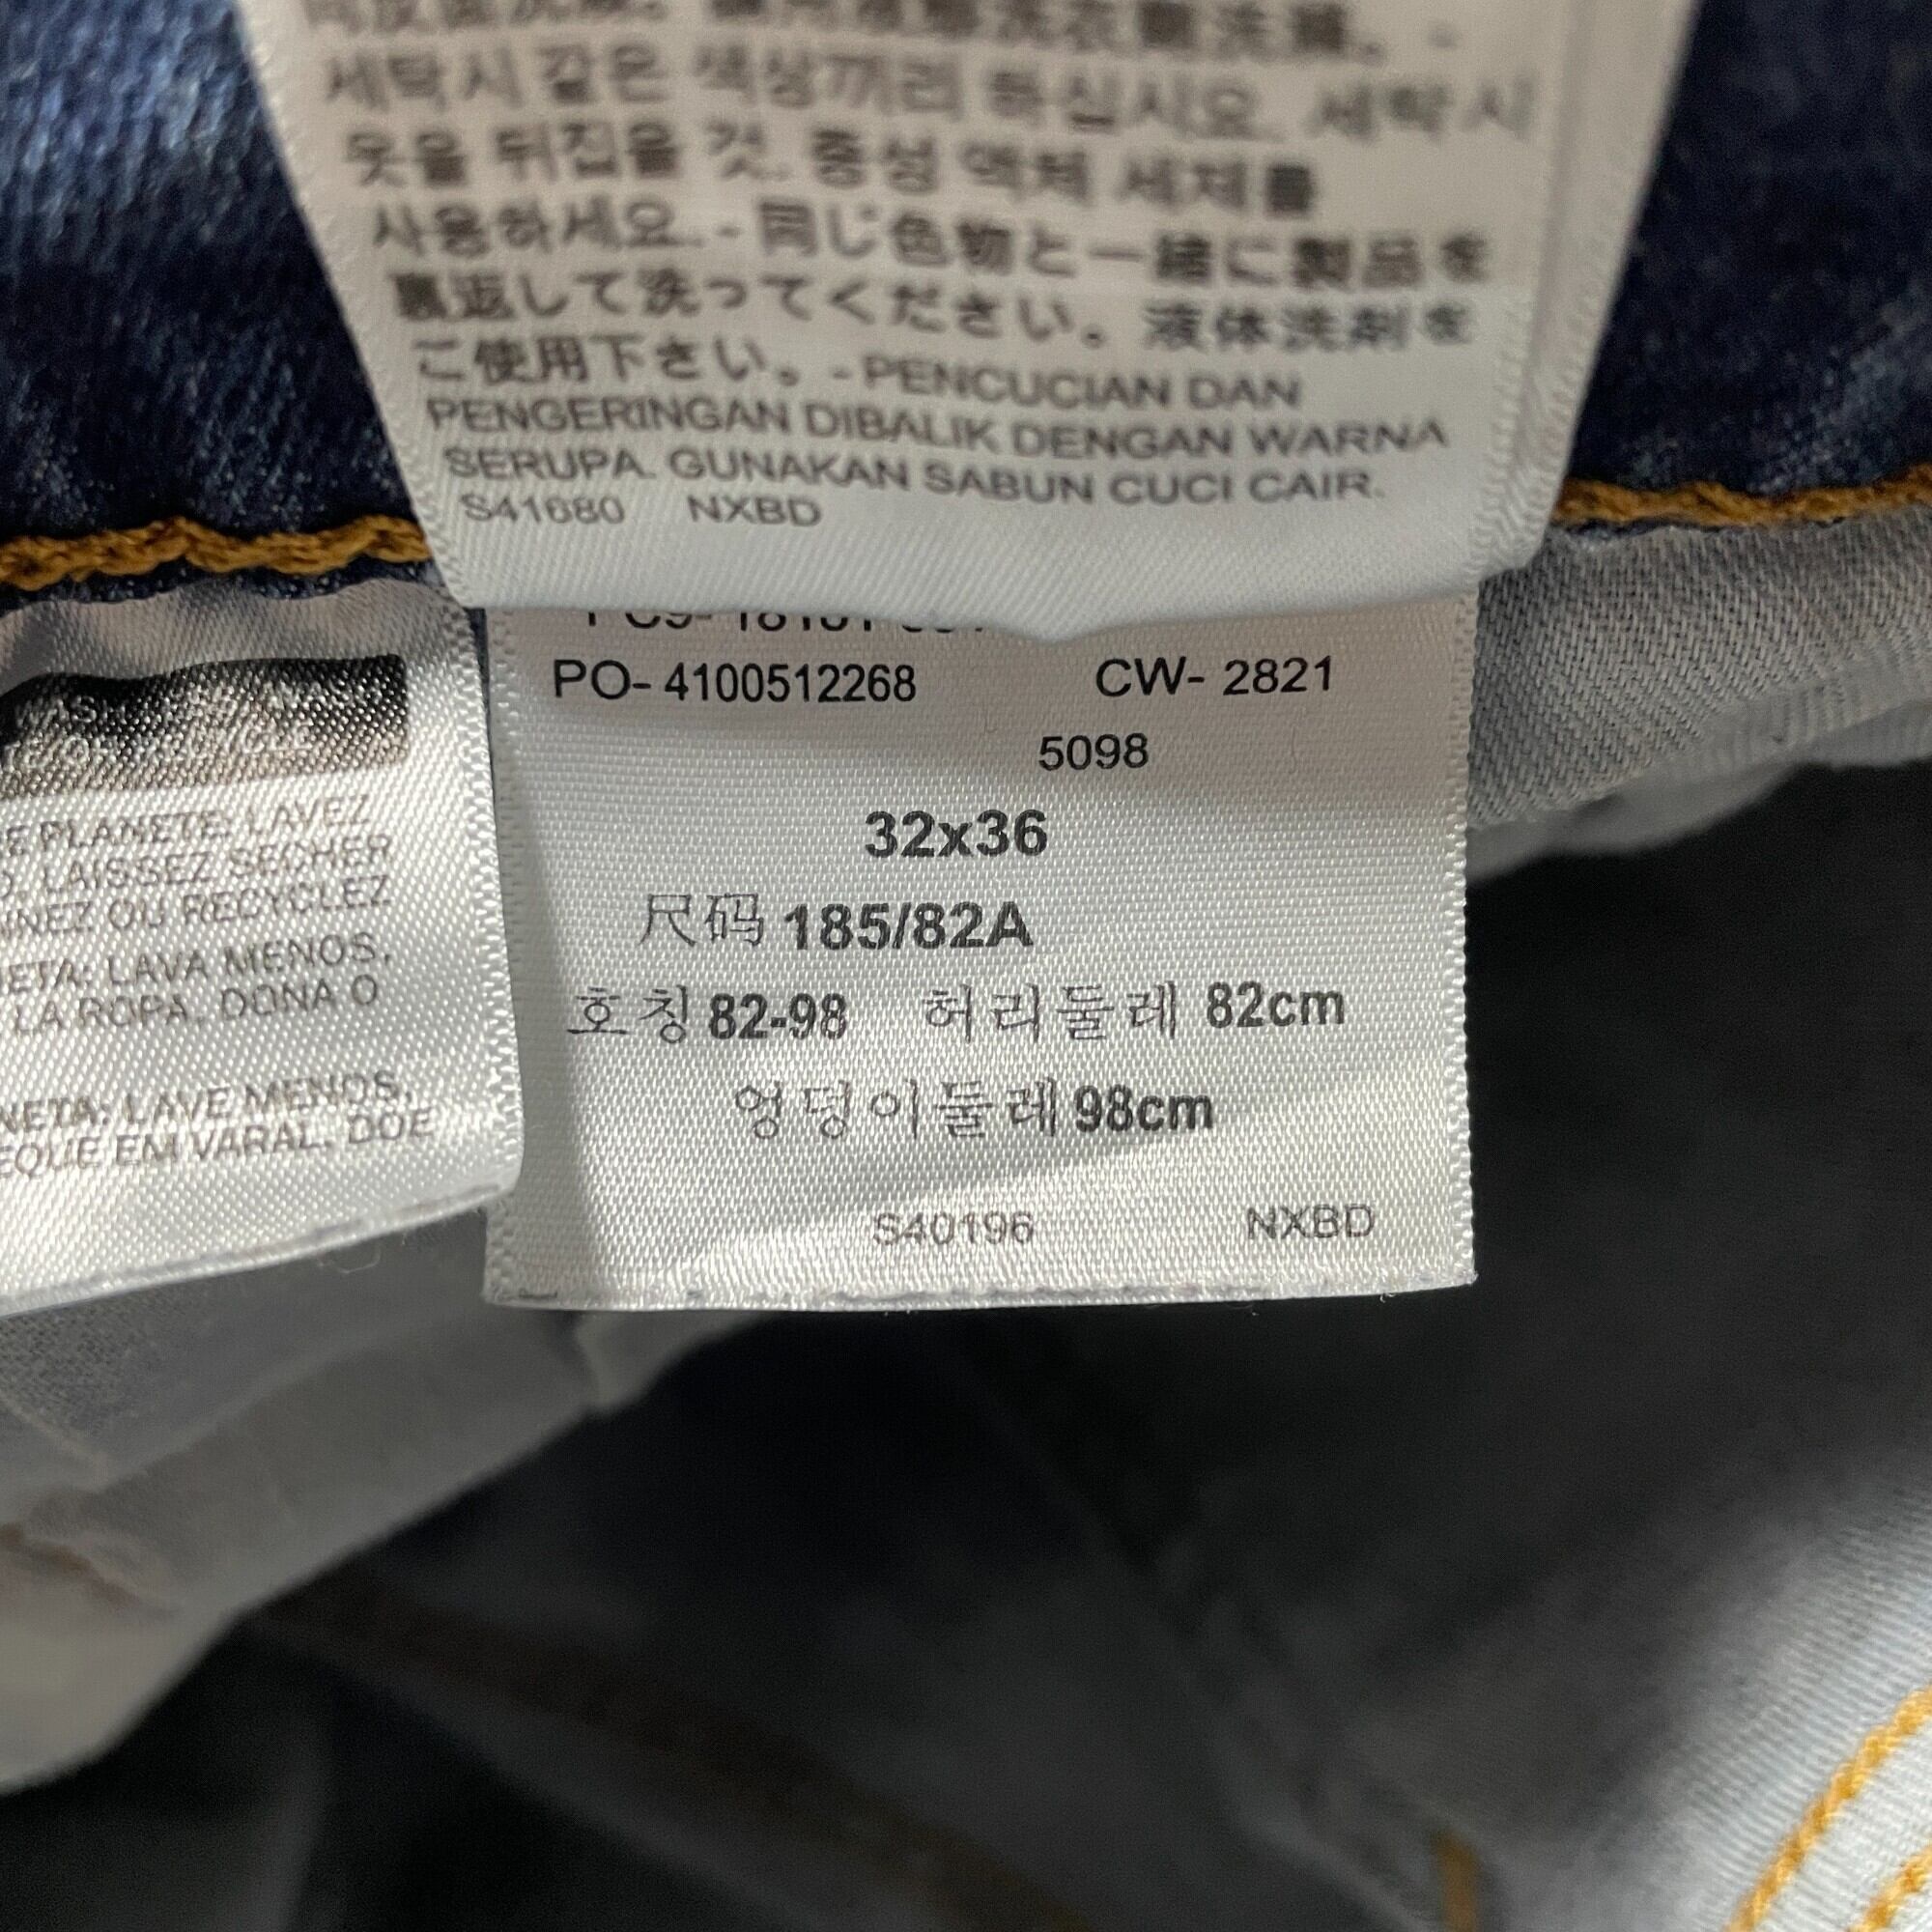 세탁시 같은 색상끼리 하십시요. 세탁시
옷을 뒤집을 것. 중성 액체 세제를
사용하세요. - 同じ色物と一緒に製品を
裏返して洗ってください。液体洗剤を
ご使用下さい。 - PENCUCIAN DAN
PENGERINGAN DIBALIK DENGAN WARNA
SERUPA. GUNAKAN SABUN CUCI CAIR.
S41680 NXBD
PO- 4100512268 CW- 2821
5098
32x36
尺码 185/82A
호칭 82-98 허리둘레 82cm
엉덩이둘레 98cm
S40196 NXBD
E PLANETE: LAVEZ
LAISSEZ SECHER
NNEZ OU RECYCLEZ
ETA: LAVA MENOS,
LA ROPA, DONA O
NETA: LAVE MENOS,
EQUE EM VARAL, DOE